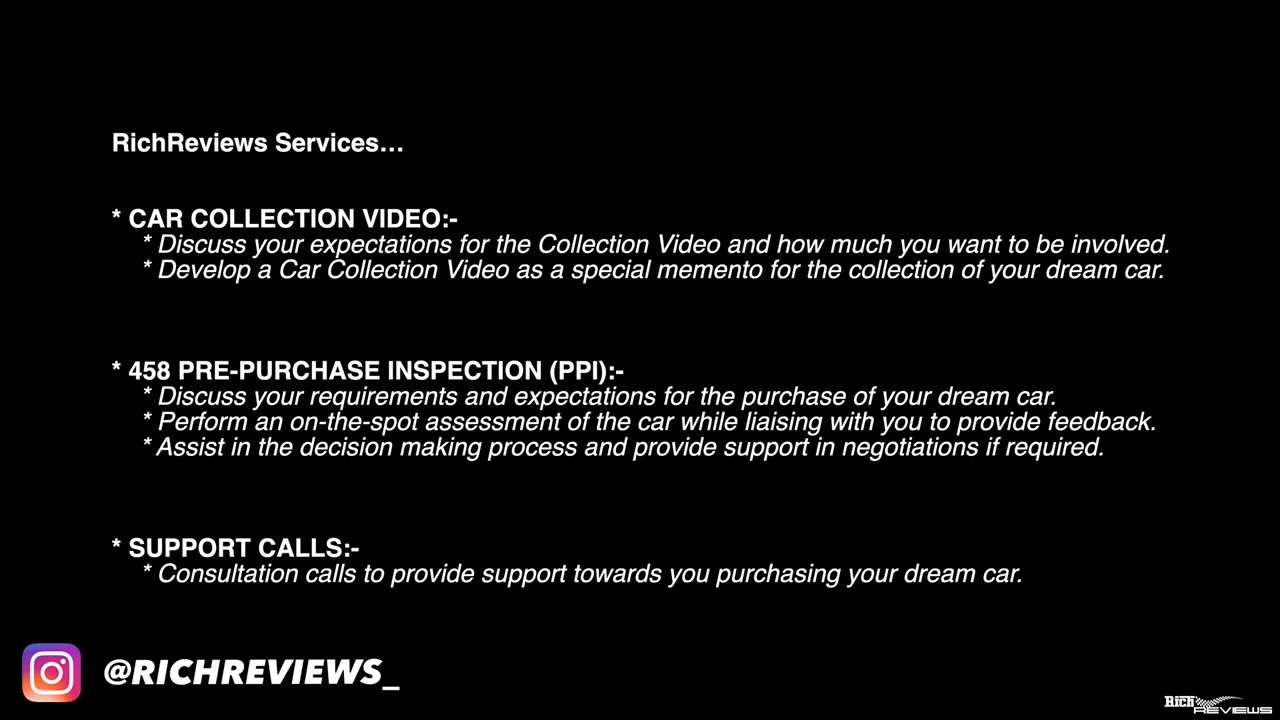 RichReviews Services…
* CAR COLLECTION VIDEO:-
* Discuss your expectations for the Collection Video and how much you want to be involved.
* Develop a Car Collection Video as a special memento for the collection of your dream car.
* 458 PRE-PURCHASE INSPECTION (PPI):-
* Discuss your requirements and expectations for the purchase of your dream car.
* Perform an on-the-spot assessment of the car while liaising with you to provide feedback.
* Assist in the decision making process and provide support in negotiations if required.
* SUPPORT CALLS:-
* Consultation calls to provide support towards you purchasing your dream car.
@RICHREVIEWS_
Rich
REVIEWS